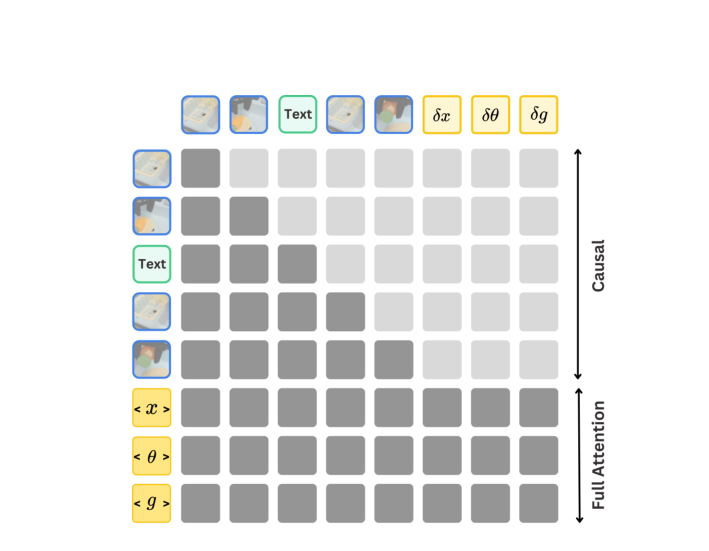 Text δx δθ δg
Text
< x >
< θ >
< g >
Causal
Full Attention